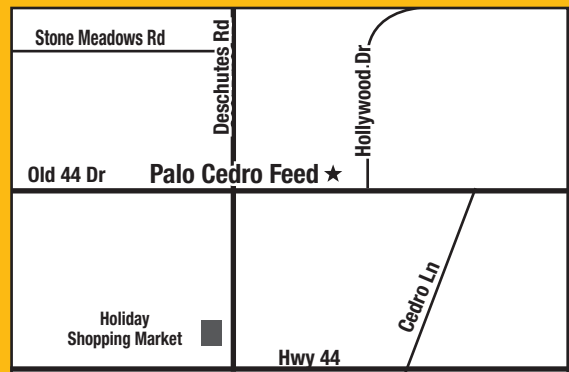 Stone Meadows Rd
Deschutes Rd
Hollywood Dr
Old 44 Dr
Palo Cedro Feed
Cedro Ln
Holiday
Shopping Market
Hwy 44